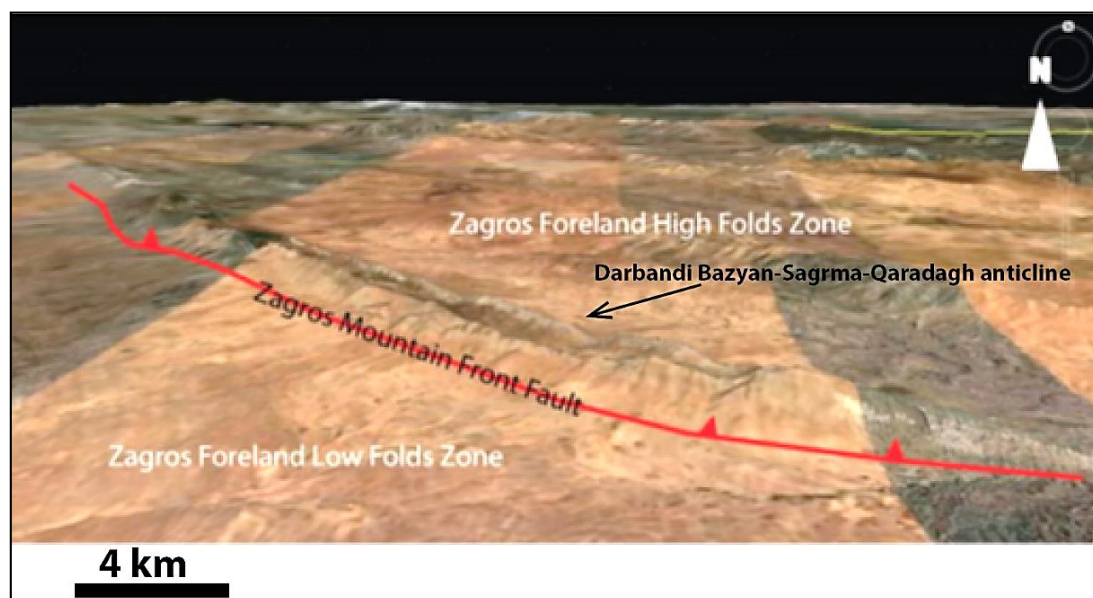 N
Zagros Foreland High Folds Zone
Darbandi Bazyan-Sagrma-Qaradagh anticline
Zagros Mountain Front Fault
Zagros Foreland Low Folds Zone
4 km